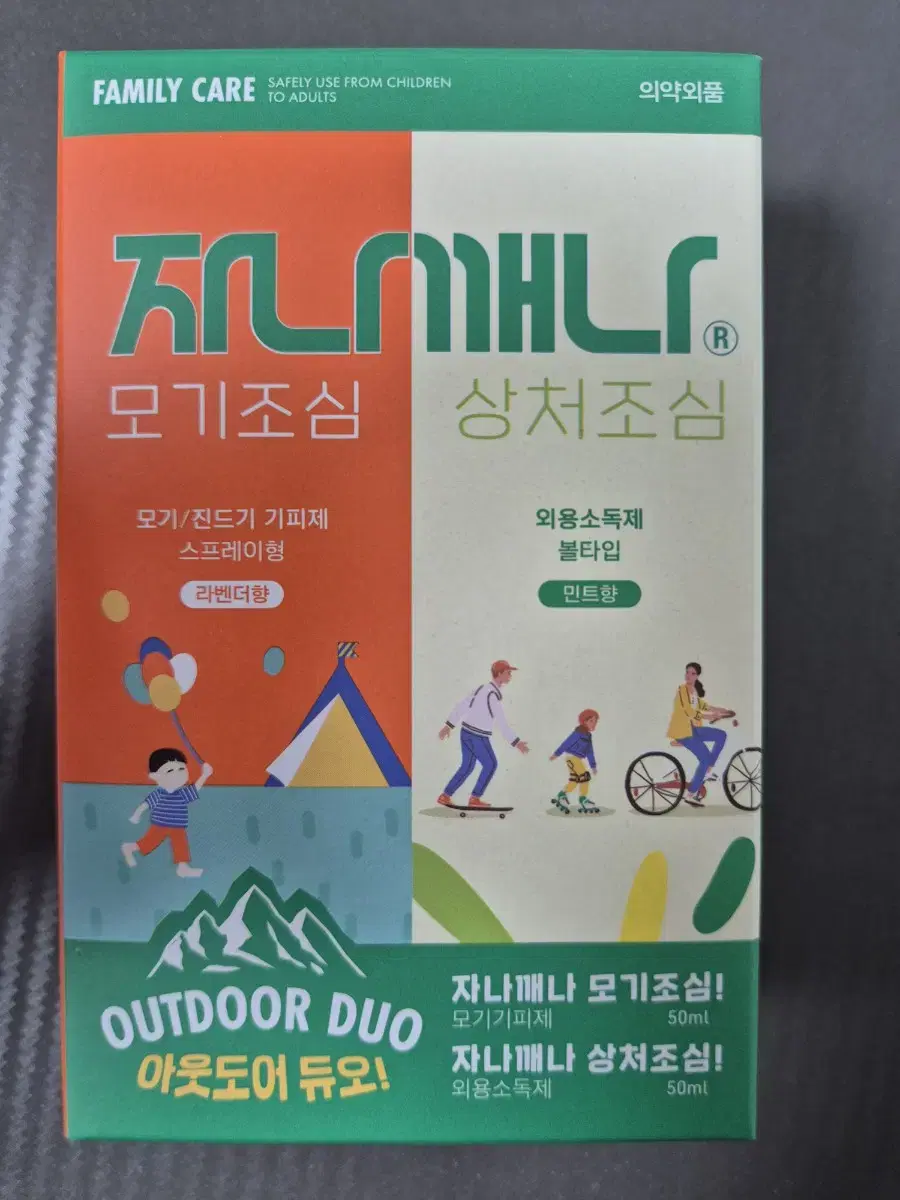 FAMILY CARE SAFELY USE FROM CHILDREN
TO ADULTS
의약외품
자나깨나®
모기조심
상처조심
모기/진드기 기피제
스프레이형
라벤더향
외용소독제
볼타입
민트향
OUTDOOR DUO
아웃도어 듀오!
자나깨나 모기조심!
모기기피제 50ml
자나깨나 상처조심!
외용소독제 50ml